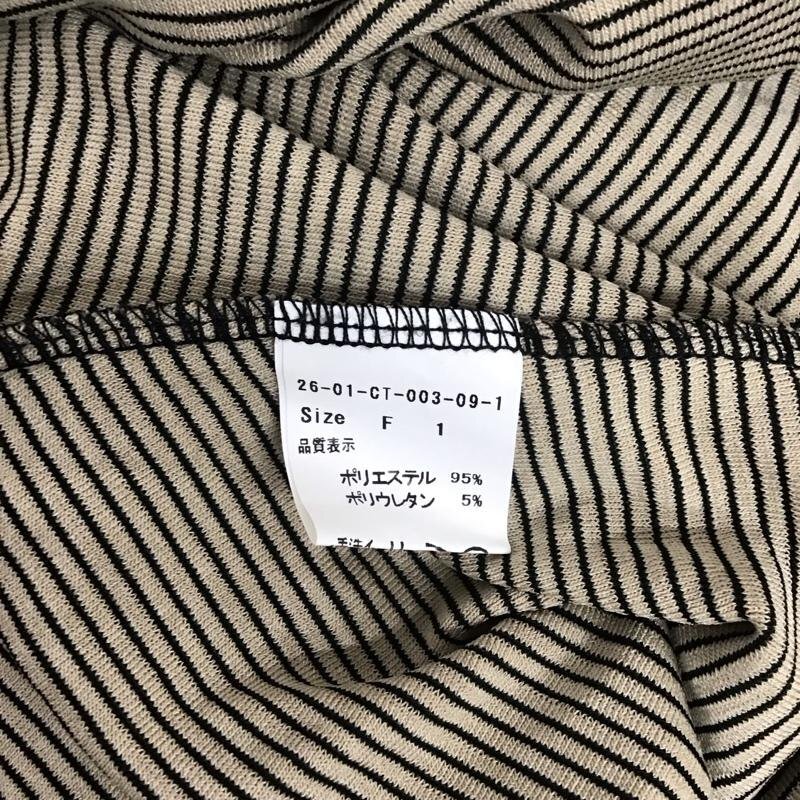 26-01-CT-003-09-1
Size F 1
品質表示
ポリエステル 95%
ポリウレタン 5%